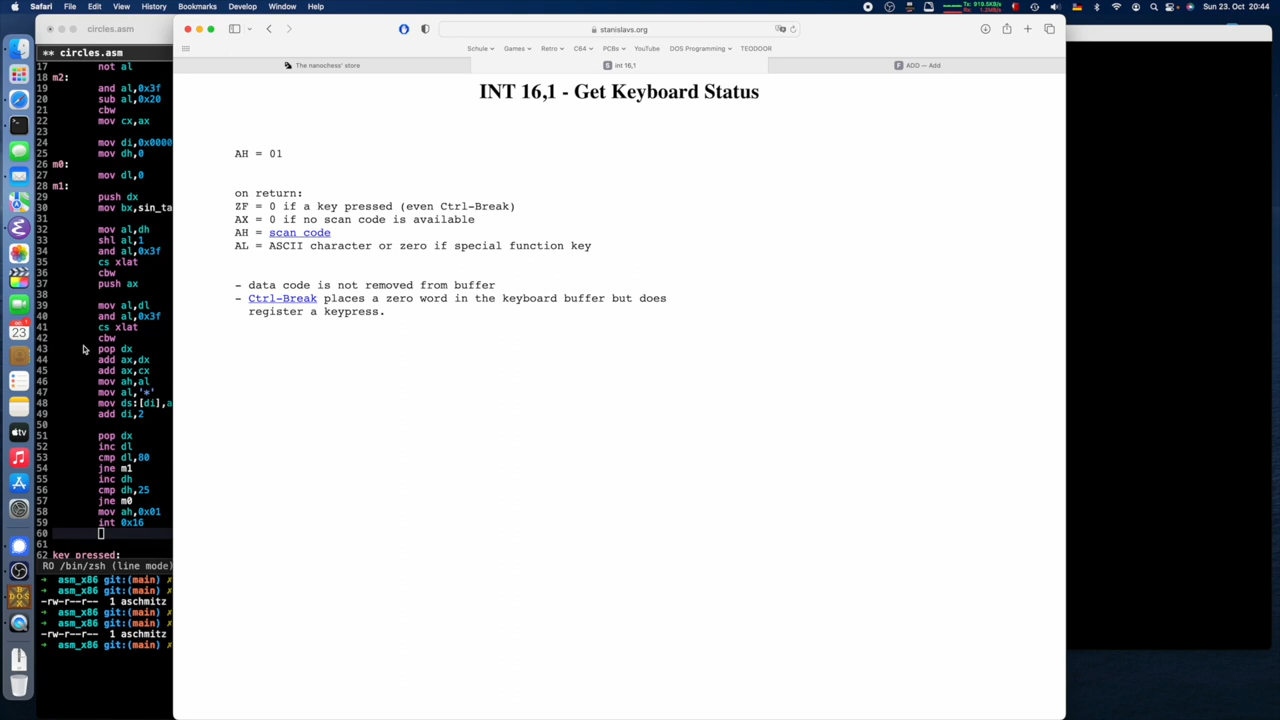 File Edit View History Bookmarks Develop Window Help
Tx: 919.5KB/s
Rx: 1.2MB/s
Sun 23. Oct 20:44
circles.asm
** circles.asm
17 not al
18 m2:
19 and al,0x3f
20 sub al,0x20
21 cbw
22 mov cx,ax
23
24 mov di,0x0000
25 mov dh,0
26 m0:
27 mov dl,0
28 m1:
29 push dx
30 mov bx,sin_ta
31
32 mov al,dh
33 shl al,1
34 and al,0x3f
35 cs xlat
36 cbw
37 push ax
38
39 mov al,dl
40 and al,0x3f
41 cs xlat
42 cbw
43 pop dx
44 add ax,dx
45 add ax,cx
46 mov ah,al
47 mov al,'*'
48 mov ds:[di],a
49 add di,2
50
51 pop dx
52 inc dl
53 cmp dl,80
54 jne m1
55 inc dh
56 cmp dh,25
57 jne m0
58 mov ah,0x01
59 int 0x16
60
61
62 key_pressed:
RO /bin/zsh (line mode)
→ asm_x86 git:(main) ✗
→ asm_x86 git:(main) ✗
-rw-r--r-- 1 aschmitz
→ asm_x86 git:(main) ✗
→ asm_x86 git:(main) ✗
-rw-r--r-- 1 aschmitz
→ asm_x86 git:(main) ✗
stanislavs.org
Schule Games Retro C64 PCBs YouTube DOS Programming TEODOOR
The nanochess' store
S int 16,1
F ADD — Add
INT 16,1 - Get Keyboard Status
AH = 01
on return:
ZF = 0 if a key pressed (even Ctrl-Break)
AX = 0 if no scan code is available
AH = scan code
AL = ASCII character or zero if special function key
- data code is not removed from buffer
- Ctrl-Break places a zero word in the keyboard buffer but does
register a keypress.
23
DOS